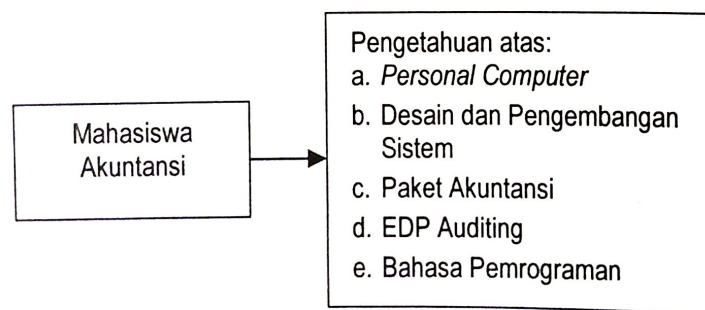 Mahasiswa
Akuntansi
Pengetahuan atas:
a. Personal Computer
b. Desain dan Pengembangan
Sistem
c. Paket Akuntansi
d. EDP Auditing
e. Bahasa Pemrograman